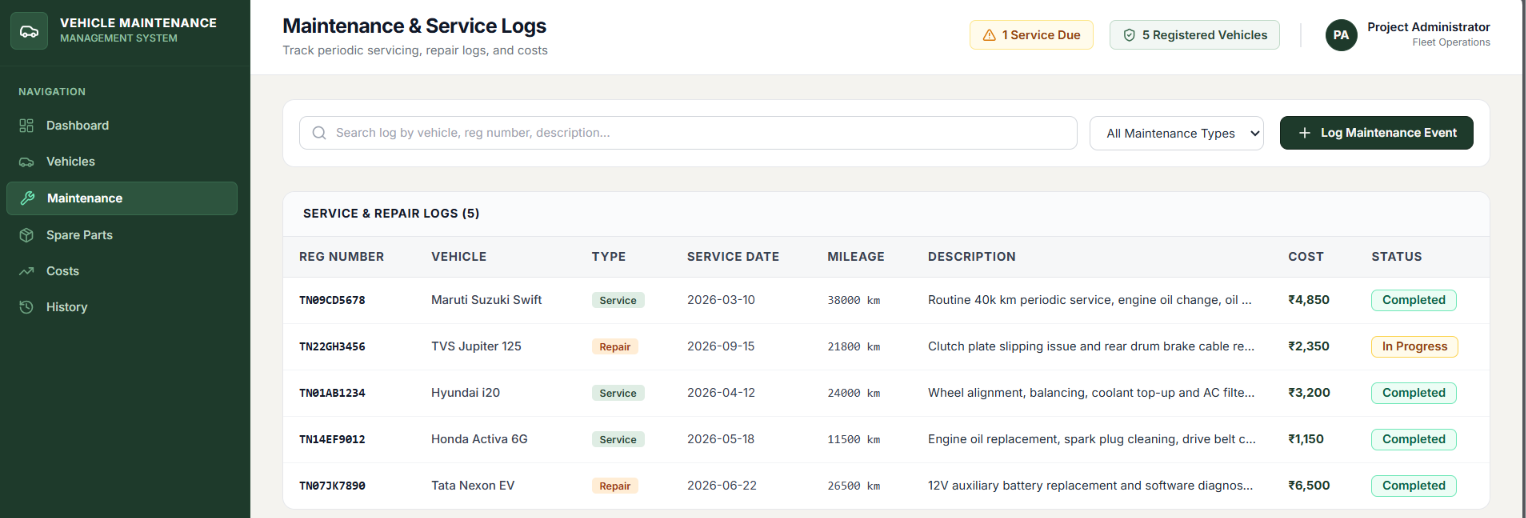 VEHICLE MAINTENANCE
MANAGEMENT SYSTEM
NAVIGATION
Dashboard
Vehicles
Maintenance
Spare Parts
Costs
History
Maintenance & Service Logs
Track periodic servicing, repair logs, and costs
1 Service Due
5 Registered Vehicles
PA
Project Administrator
Fleet Operations
Search log by vehicle, reg number, description...
All Maintenance Types
+ Log Maintenance Event
SERVICE & REPAIR LOGS (5)
REG NUMBER VEHICLE TYPE SERVICE DATE MILEAGE DESCRIPTION COST STATUS
TN09CD5678 Maruti Suzuki Swift Service 2026-03-10 38000 km Routine 40k km periodic service, engine oil change, oil ... ₹4,850 Completed
TN22GH3456 TVS Jupiter 125 Repair 2026-09-15 21800 km Clutch plate slipping issue and rear drum brake cable re... ₹2,350 In Progress
TN01AB1234 Hyundai i20 Service 2026-04-12 24000 km Wheel alignment, balancing, coolant top-up and AC filte... ₹3,200 Completed
TN14EF9012 Honda Activa 6G Service 2026-05-18 11500 km Engine oil replacement, spark plug cleaning, drive belt c... ₹1,150 Completed
TN07JK7890 Tata Nexon EV Repair 2026-06-22 26500 km 12V auxiliary battery replacement and software diagnos... ₹6,500 Completed